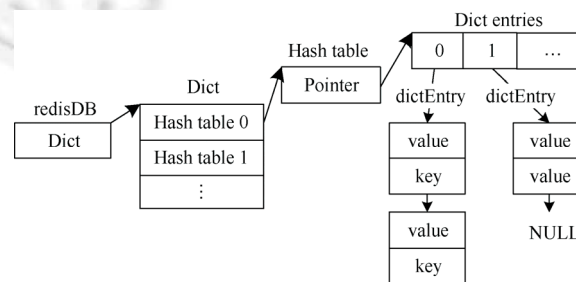 Dict entries
Hash table
0 1 ...
Dict
Pointer
redisDB
dictEntry dictEntry
Hash table 0
Dict
value value
Hash table 1
key value
⋮
value NULL
key